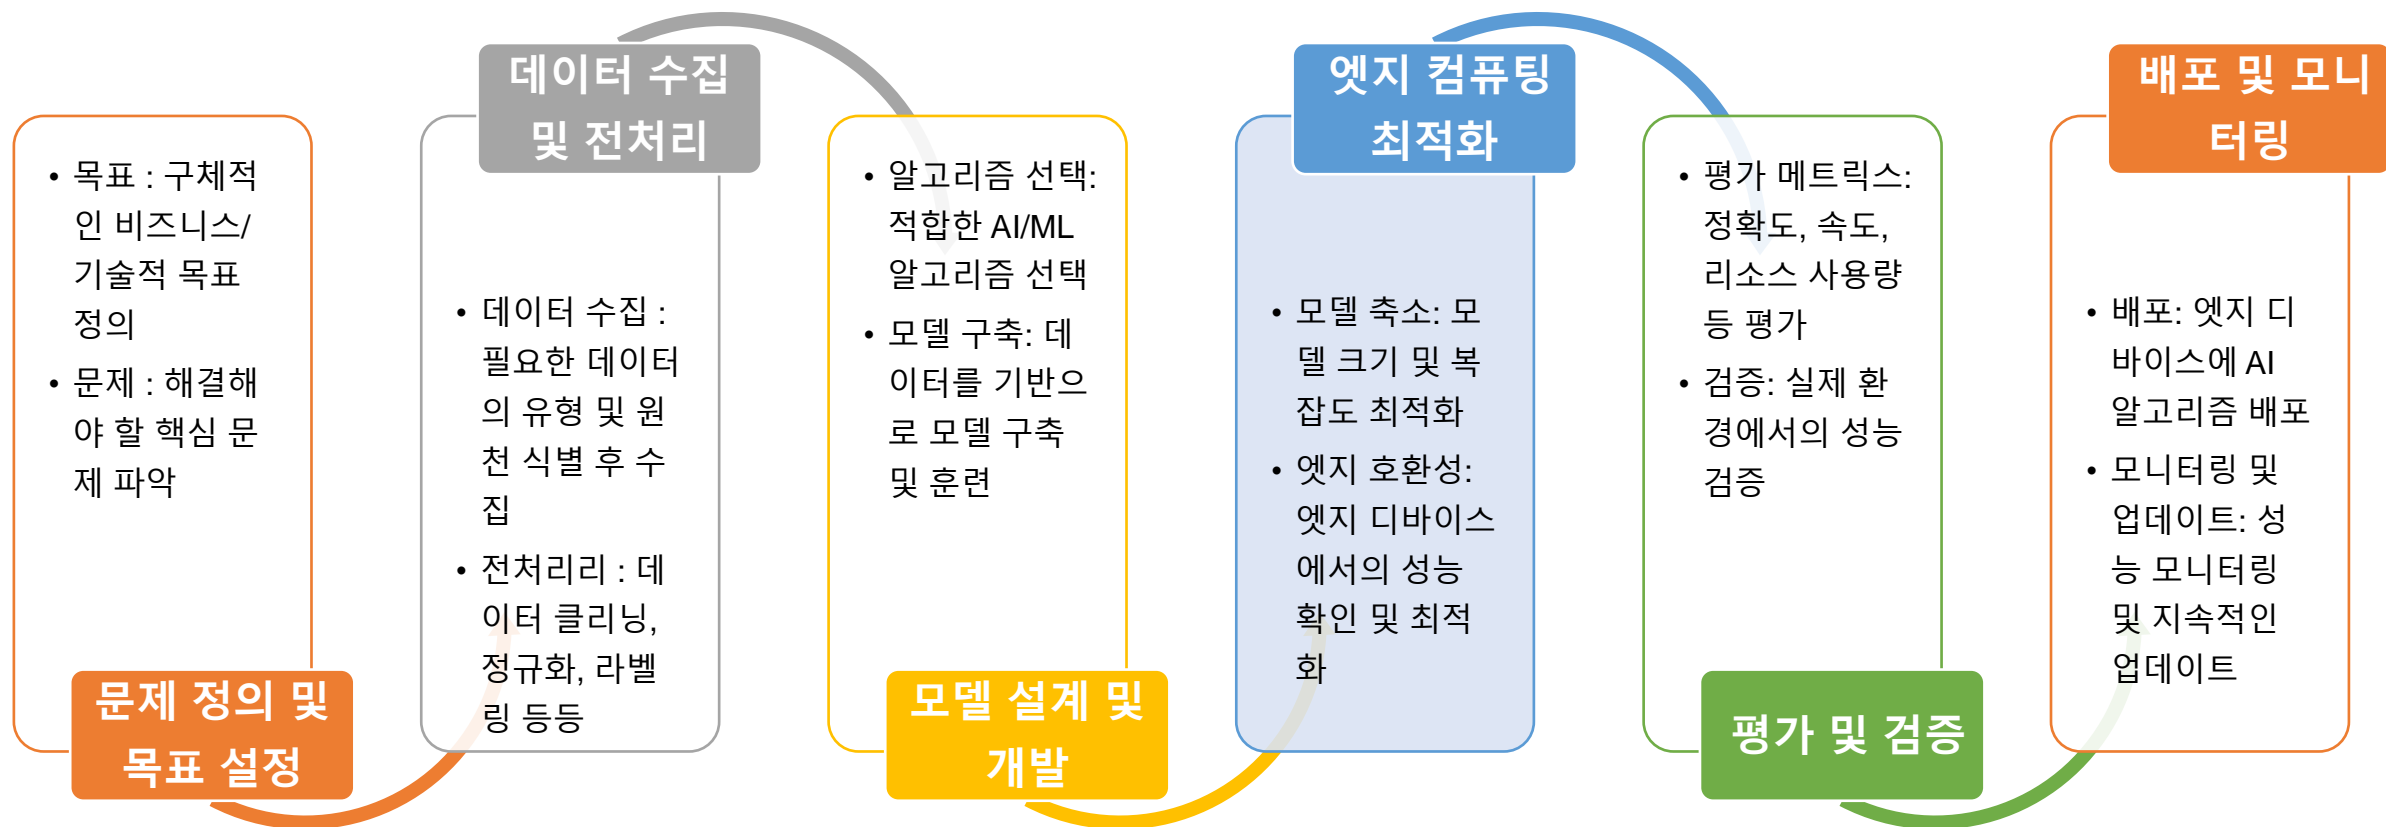 • 목표 : 구체적
인 비즈니스/
기술적 목표
정의
• 문제 : 해결해
야 할 핵심 문
제 파악
문제 정의 및
목표 설정
데이터 수집
및 전처리
• 데이터 수집 :
필요한 데이터
의 유형 및 원
천 식별 후 수
집
• 전처리리 : 데
이터 클리닝,
정규화, 라벨
링 등등
• 알고리즘 선택:
적합한 AI/ML
알고리즘 선택
• 모델 구축: 데
이터를 기반으
로 모델 구축
및 훈련
모델 설계 및
개발
엣지 컴퓨팅
최적화
• 모델 축소: 모
델 크기 및 복
잡도 최적화
• 엣지 호환성:
엣지 디바이스
에서의 성능
확인 및 최적
화
• 평가 메트릭스:
정확도, 속도,
리소스 사용량
등 평가
• 검증: 실제 환
경에서의 성능
검증
평가 및 검증
배포 및 모니
터링
• 배포: 엣지 디
바이스에 AI
알고리즘 배포
• 모니터링 및
업데이트: 성
능 모니터링
및 지속적인
업데이트